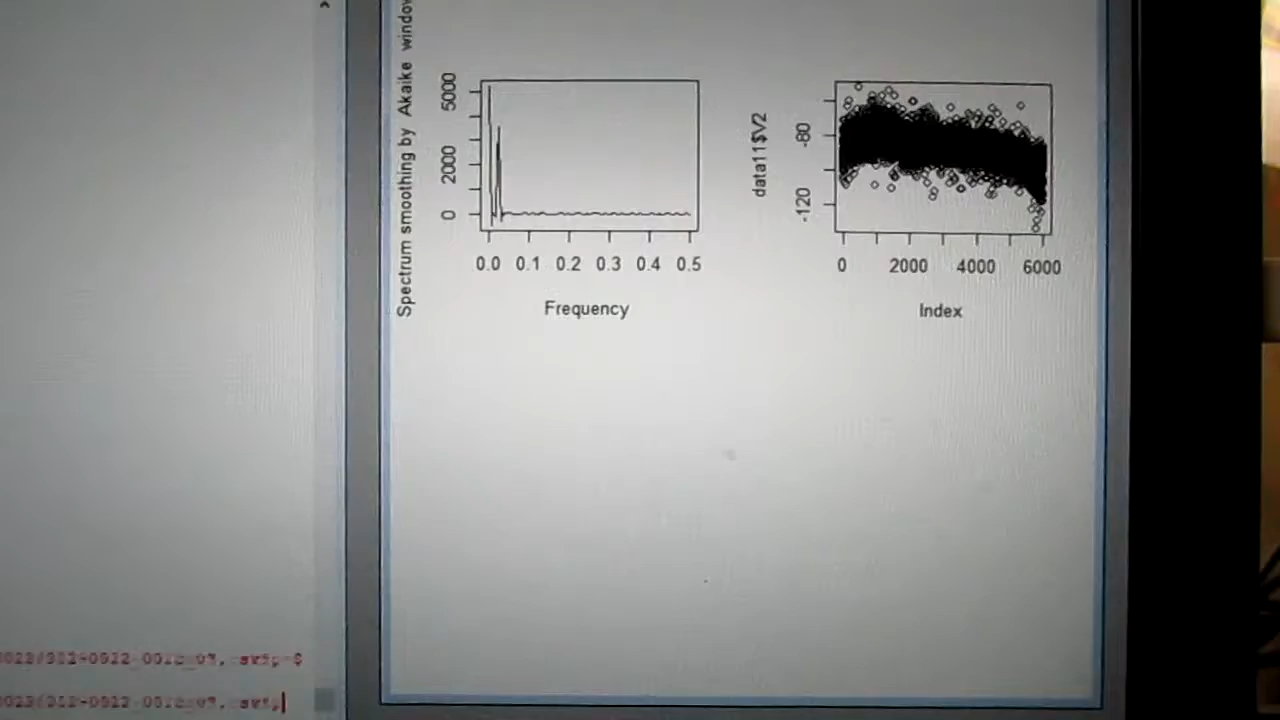 Spectrum smoothing by Akaike window
5000
2000
0
0.0 0.1 0.2 0.3 0.4 0.5
Frequency
data11$V2
-80
-120
0 2000 4000 6000
Index